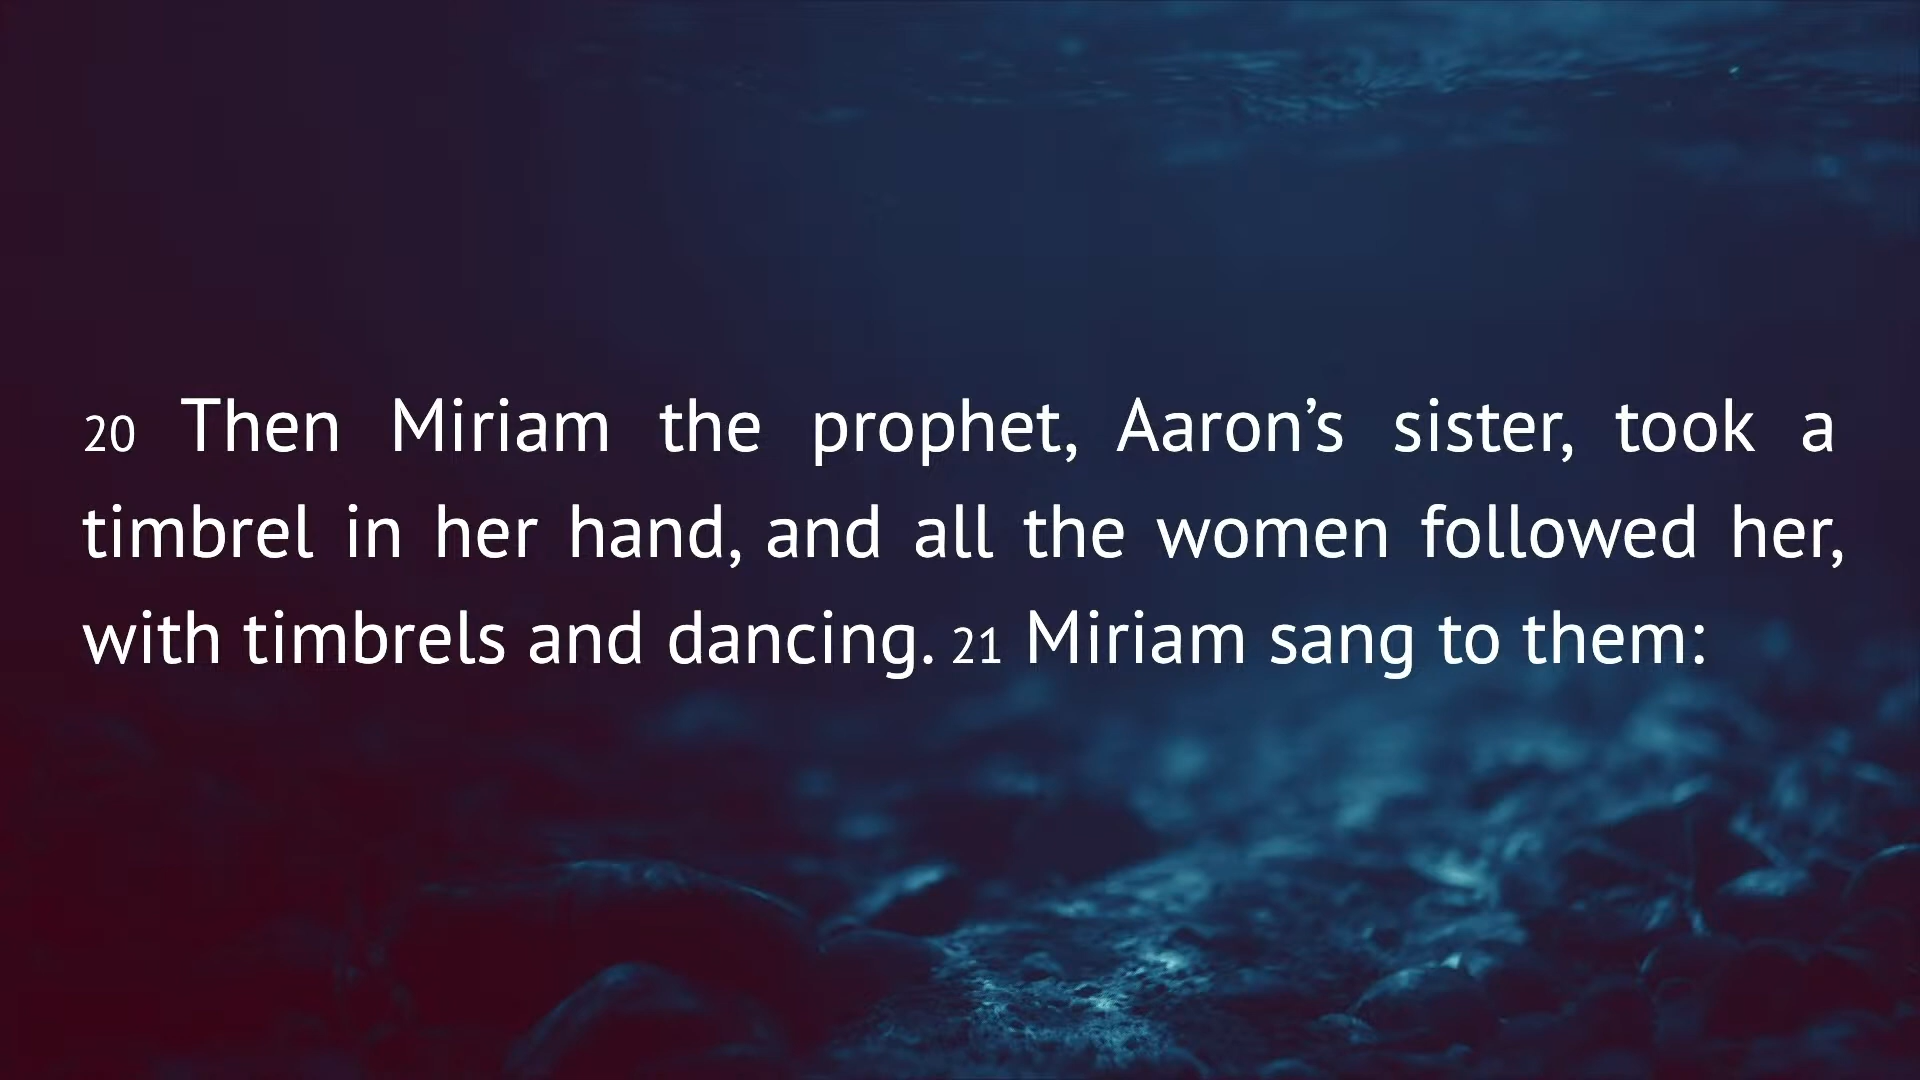 20 Then Miriam the prophet, Aaron’s sister, took a
timbrel in her hand, and all the women followed her,
with timbrels and dancing. 21 Miriam sang to them: